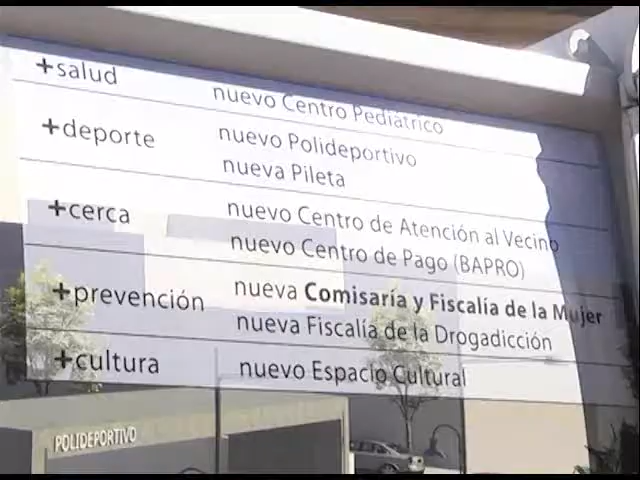 +salud nuevo Centro Pediátrico
+deporte nuevo Polideportivo
nueva Pileta
+cerca nuevo Centro de Atención al Vecino
nuevo Centro de Pago (BAPRO)
+prevención nueva Comisaría y Fiscalía de la Mujer
nueva Fiscalía de la Drogadicción
+cultura nuevo Espacio Cultural
POLIDEPORTIVO